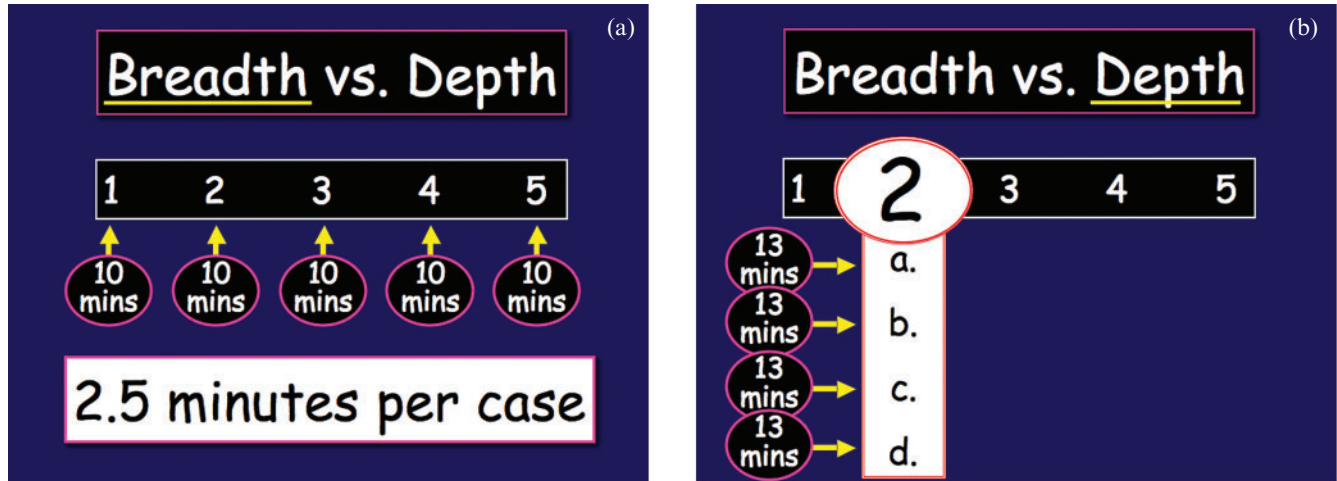 (a)
Breadth vs. Depth
1 2 3 4 5
10 mins 10 mins 10 mins 10 mins 10 mins
2.5 minutes per case
(b)
Breadth vs. Depth
1 2 3 4 5
13 mins a.
13 mins b.
13 mins c.
13 mins d.